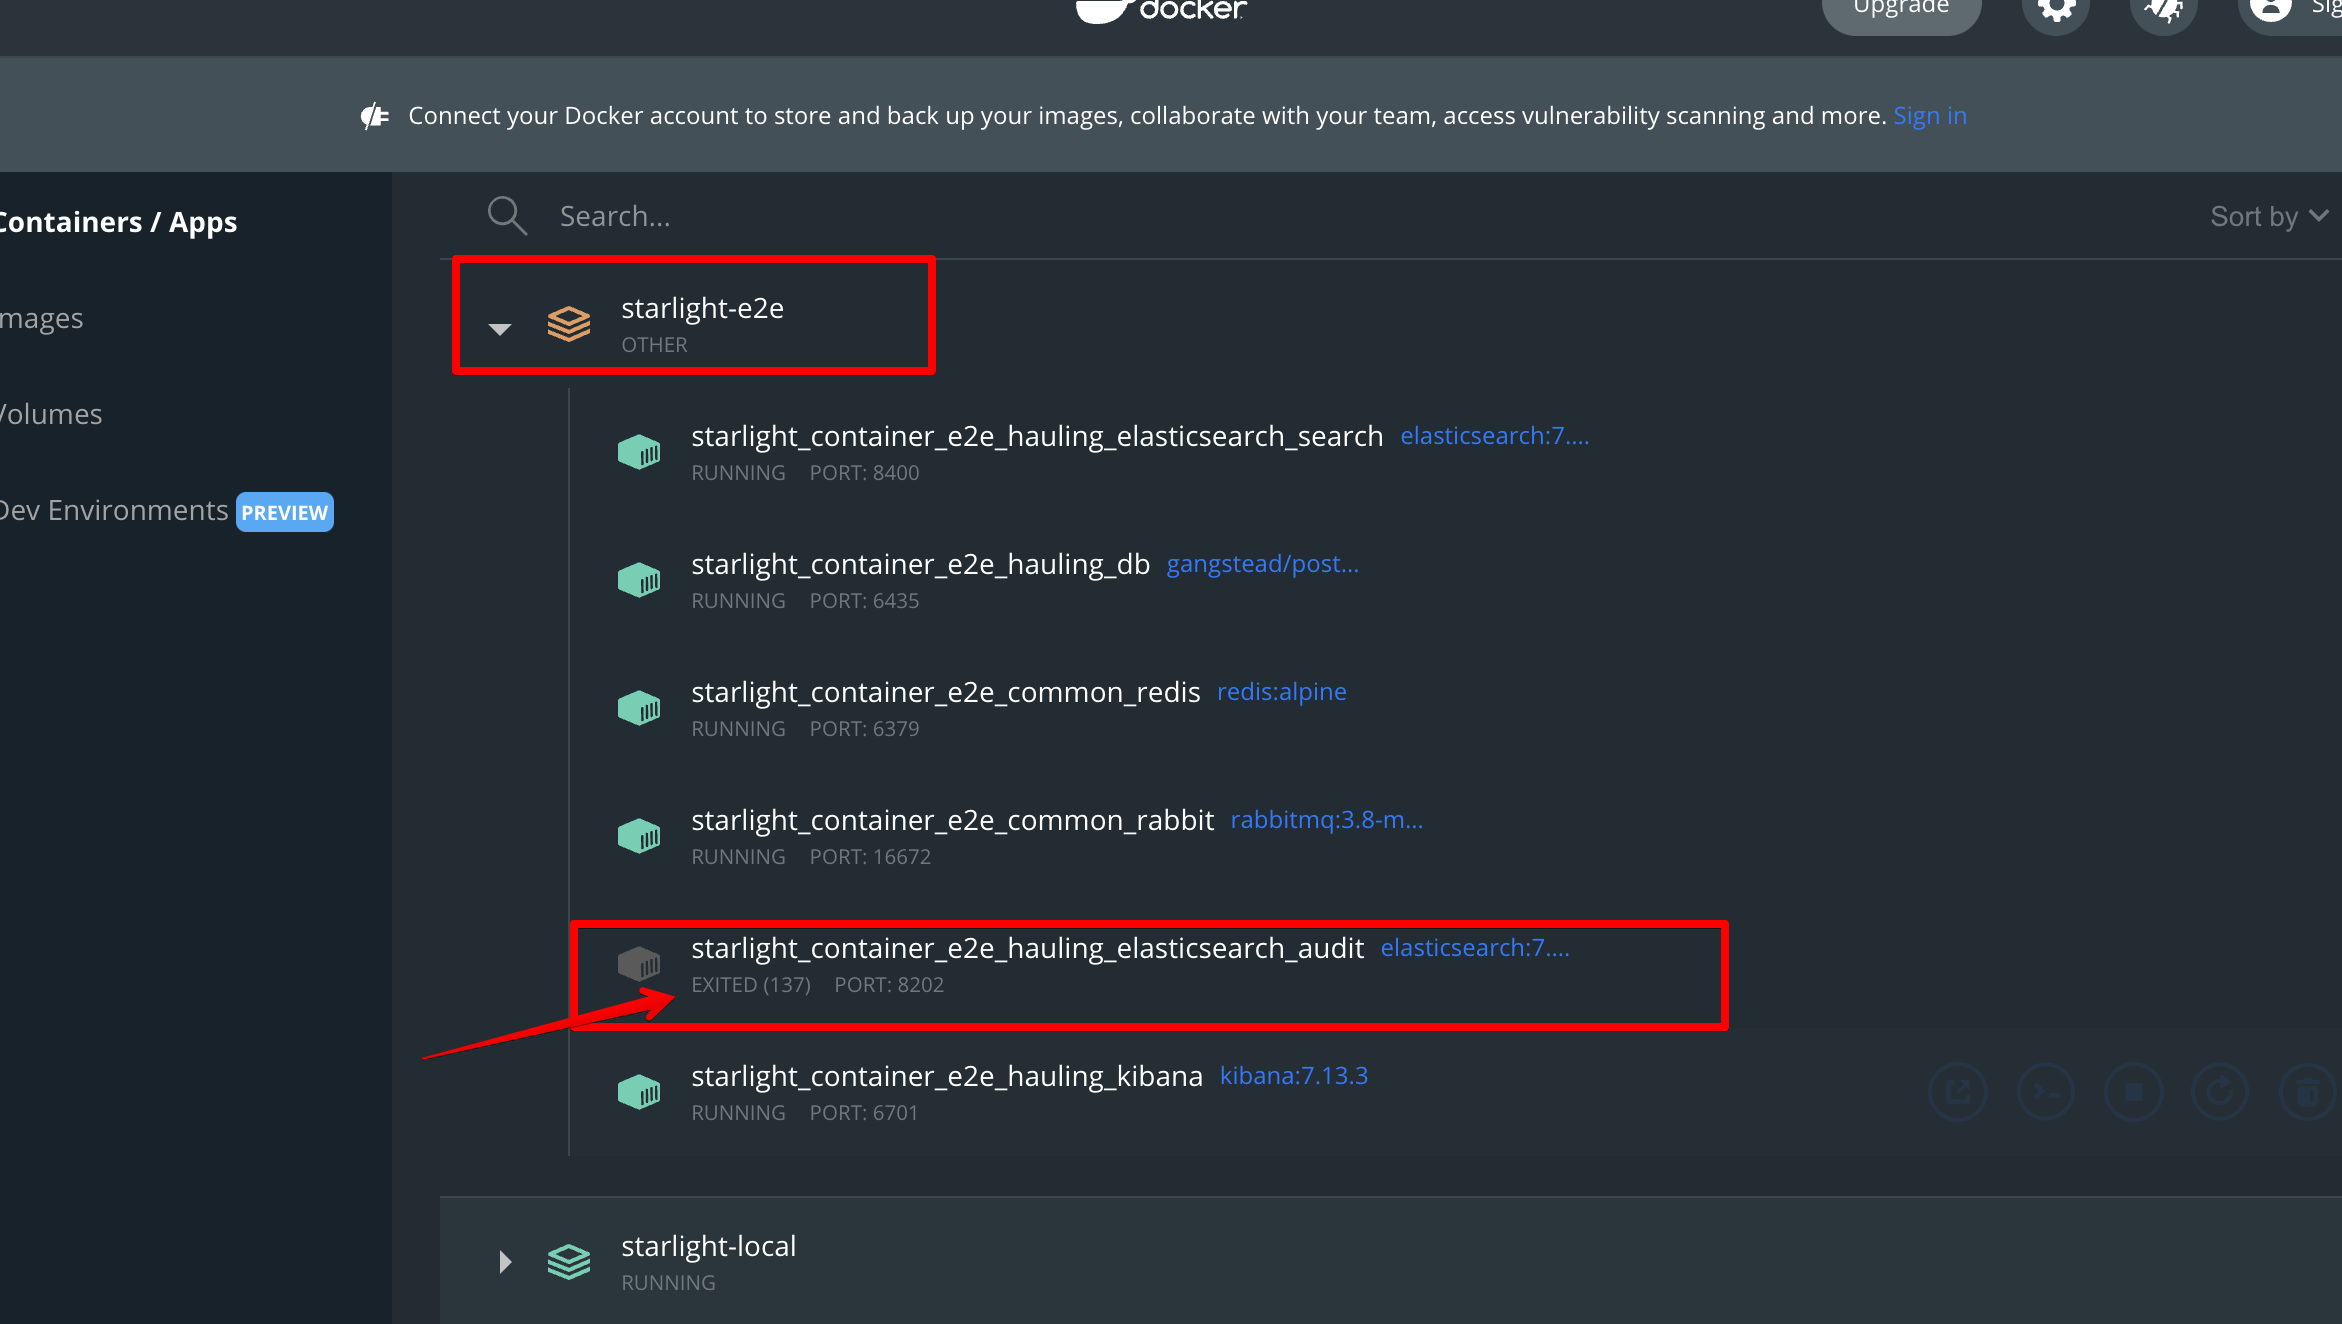 docker
Upgrade
Connect your Docker account to store and back up your images, collaborate with your team, access vulnerability scanning and more. Sign in
Containers / Apps
Search...
Sort by
starlight-e2e
OTHER
mages
Volumes
Dev Environments PREVIEW
starlight_container_e2e_hauling_elasticsearch_search elasticsearch:7....
RUNNING PORT: 8400
starlight_container_e2e_hauling_db gangstead/post...
RUNNING PORT: 6435
starlight_container_e2e_common_redis redis:alpine
RUNNING PORT: 6379
starlight_container_e2e_common_rabbit rabbitmq:3.8-m...
RUNNING PORT: 16672
starlight_container_e2e_hauling_elasticsearch_audit elasticsearch:7....
EXITED (137) PORT: 8202
starlight_container_e2e_hauling_kibana kibana:7.13.3
RUNNING PORT: 6701
starlight-local
RUNNING